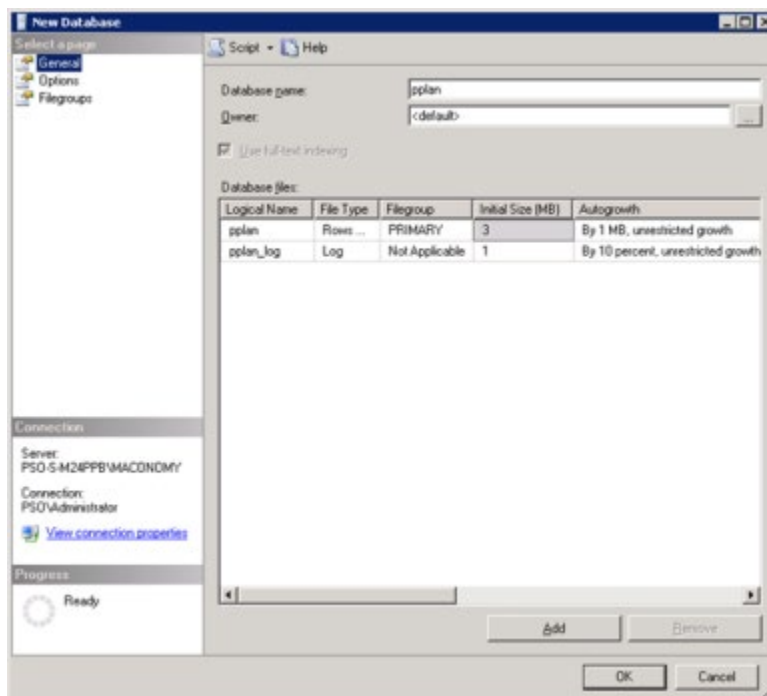 New Database
Select a page
General
Options
Filegroups
Script
Help
Database name:
pplan
Owner:
<default>
...
Use full-text indexing
Database files:
Logical Name File Type Filegroup Initial Size (MB) Autogrowth
pplan Rows ... PRIMARY 3 By 1 MB, unrestricted growth
pplan_log Log Not Applicable 1 By 10 percent, unrestricted growth
Connection
Server:
PSO-S-M24PPB\MACONOMY
Connection:
PSO\Administrator
View connection properties
Progress
Ready
Add
Remove
OK
Cancel